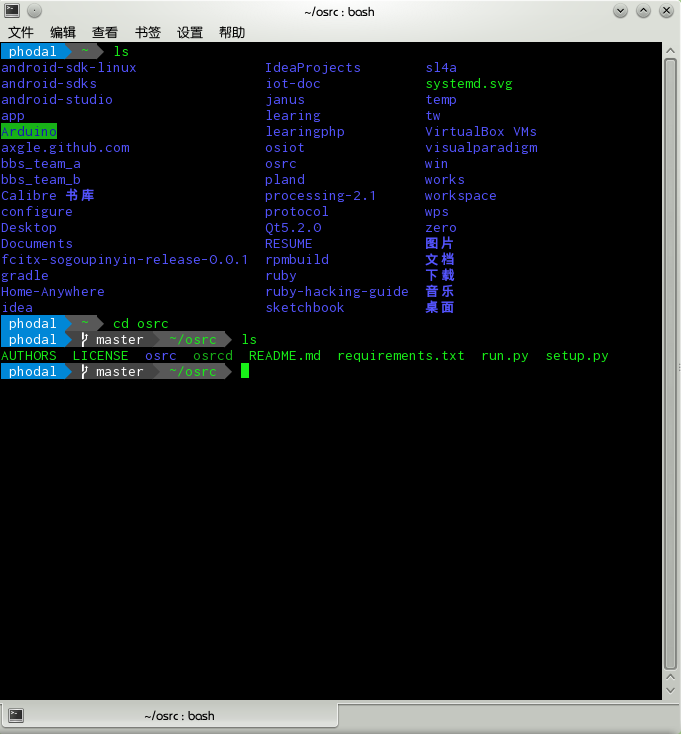 ~/osrc : bash
文件 编辑 查看 书签 设置 帮助
phodal ~ ls
android-sdk-linux IdeaProjects sl4a
android-sdks iot-doc systemd.svg
android-studio janus temp
app learing tw
Arduino learingphp VirtualBox VMs
axgle.github.com osiot visualparadigm
bbs_team_a osrc win
bbs_team_b pland works
Calibre 书库 processing-2.1 workspace
configure protocol wps
Desktop Qt5.2.0 zero
Documents RESUME 图片
fcitx-sogoupinyin-release-0.0.1 rpmbuild 文档
gradle ruby 下载
Home-Anywhere ruby-hacking-guide 音乐
idea sketchbook 桌面
phodal ~ cd osrc
phodal master ~/osrc ls
AUTHORS LICENSE osrc osrcd README.md requirements.txt run.py setup.py
phodal master ~/osrc
~/osrc : bash